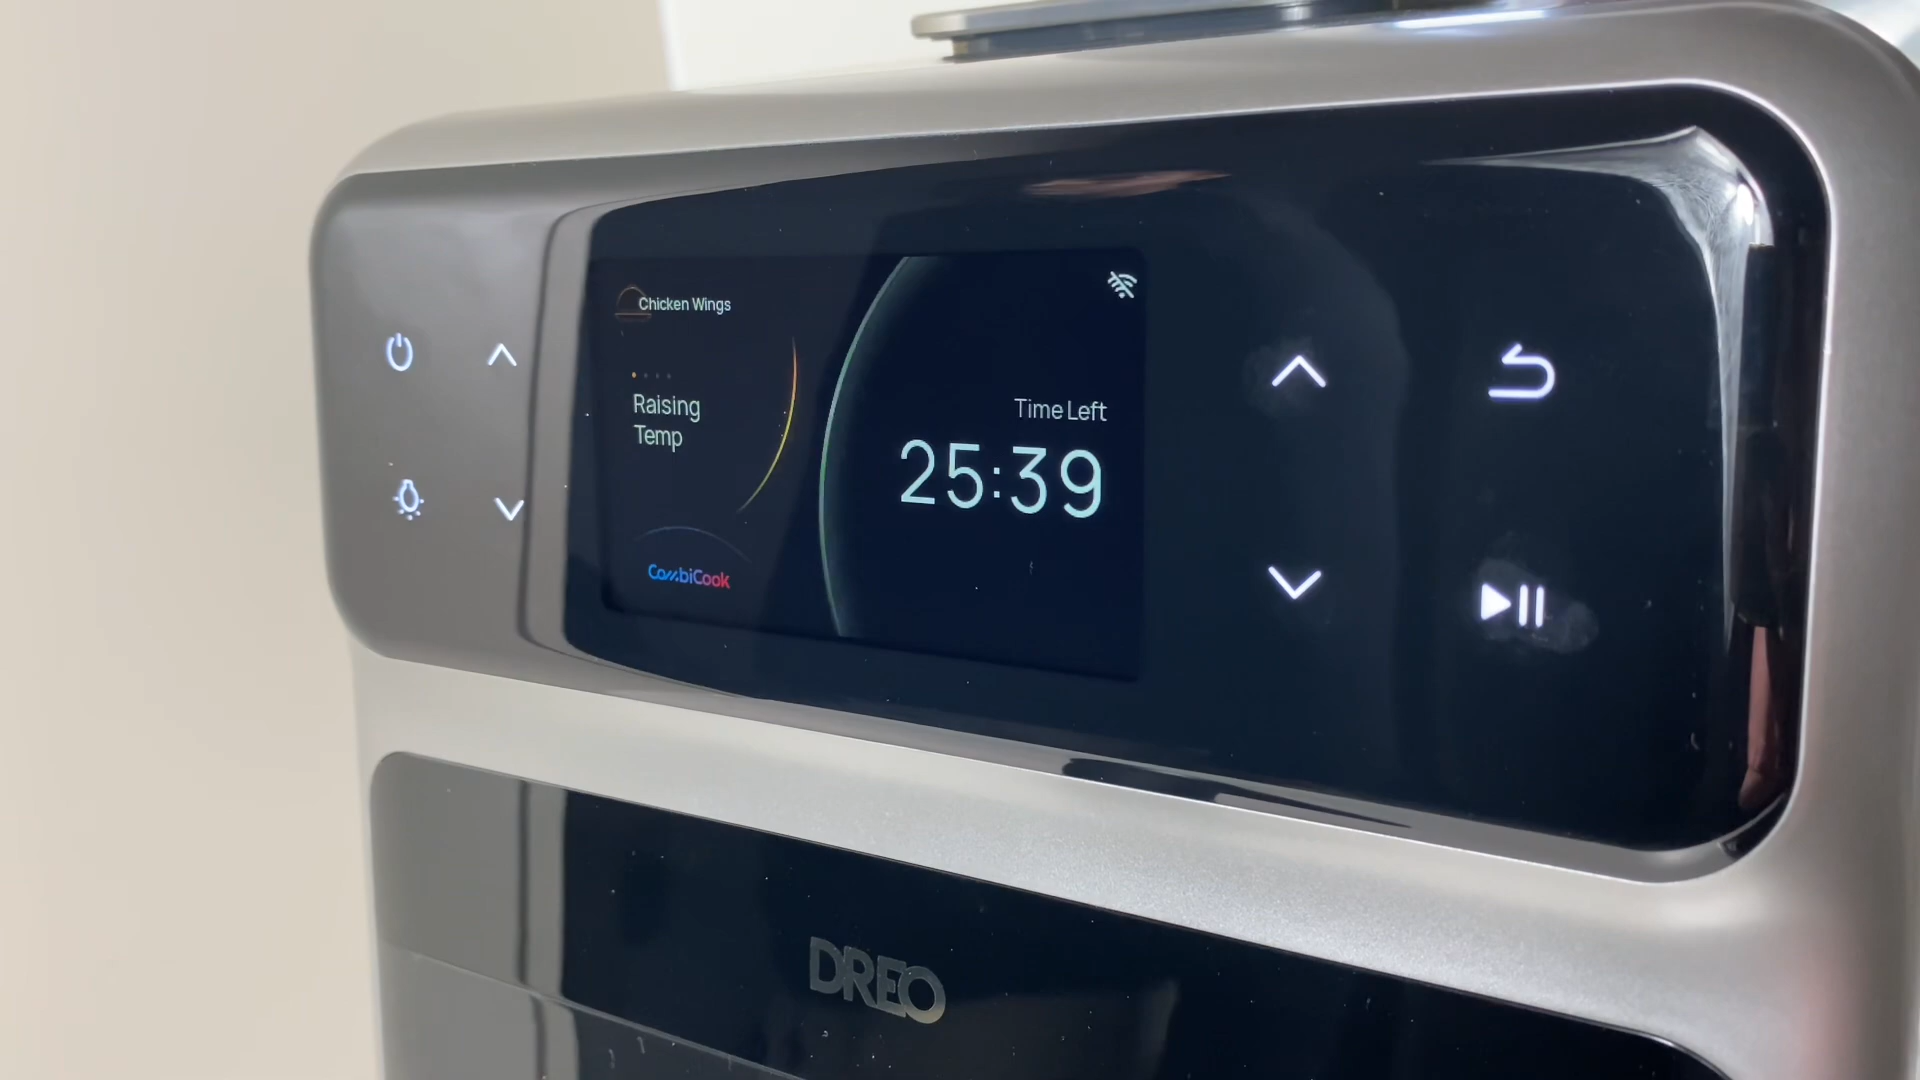 Chicken Wings
Raising
Temp
CombiCook
Time Left
25:39
DREO